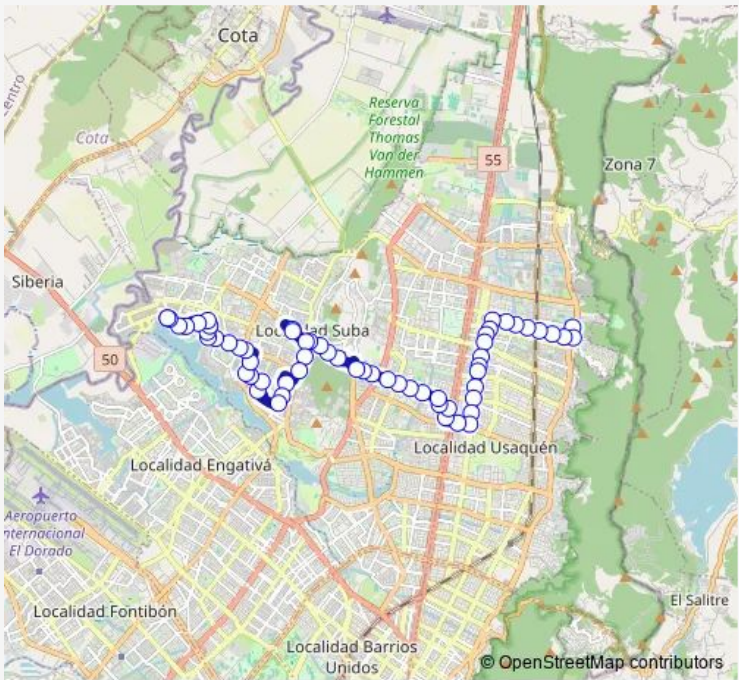 Cota
Centro
Cota
Reserva
Forestal
Thomas
Van der
Hammen
55
Zona 7
Siberia
Localidad Suba
50
Localidad Usaquén
Localidad Engativá
Aeropuerto
Internacional
El Dorado
El Salitre
Localidad Fontibón
Localidad Barrios
Unidos
© OpenStreetMap contributors